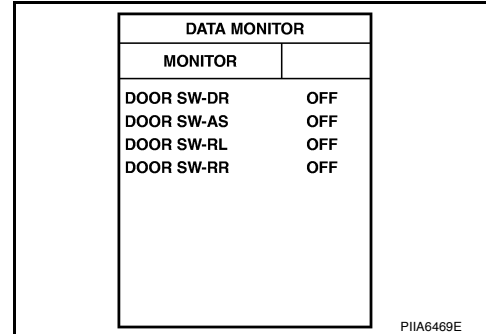 DATA MONITOR
MONITOR
DOOR SW-DR OFF
DOOR SW-AS OFF
DOOR SW-RL OFF
DOOR SW-RR OFF
PIIA6469E